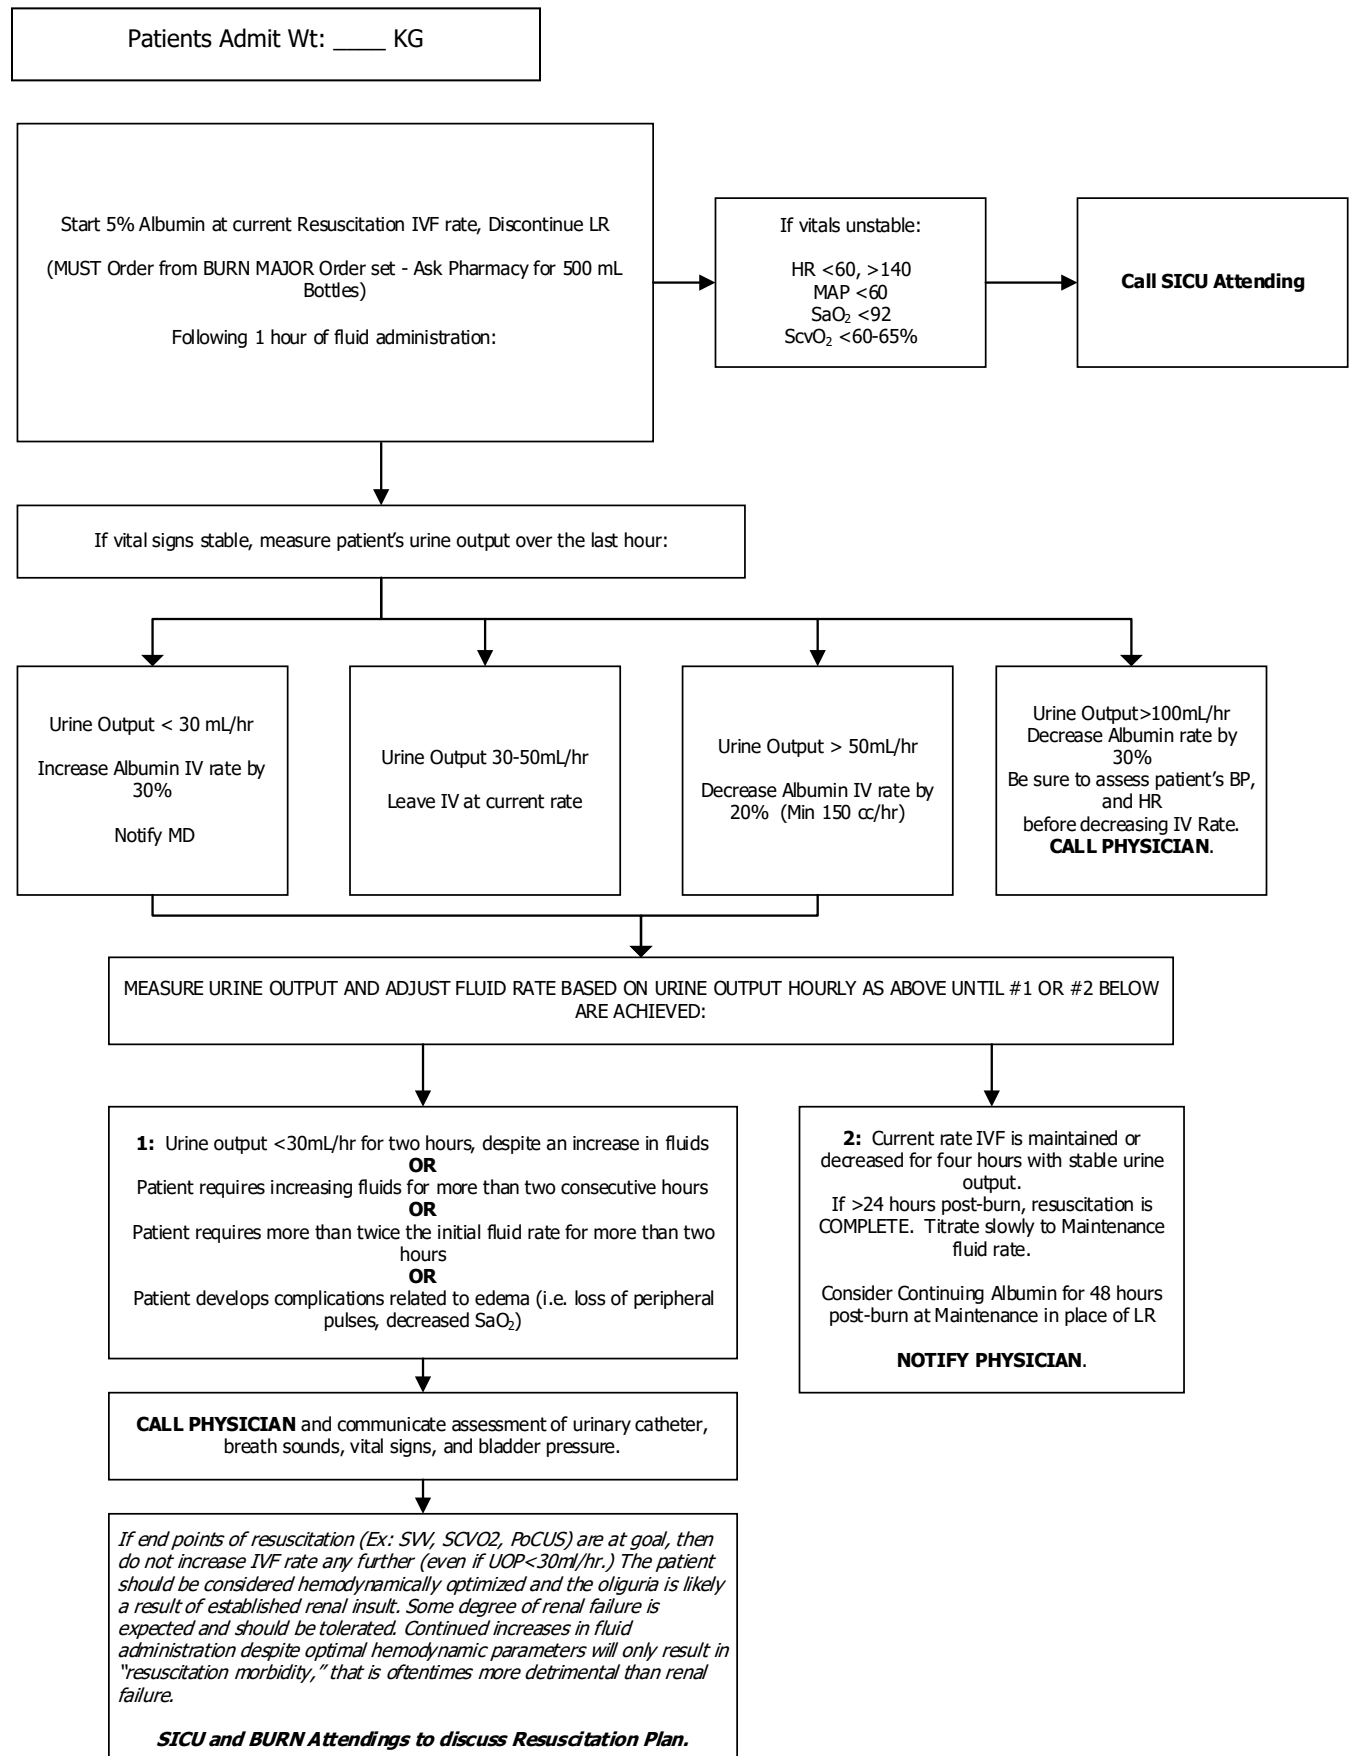 Patients Admit Wt: ____ KG
Start 5% Albumin at current Resuscitation IVF rate, Discontinue LR
(MUST Order from BURN MAJOR Order set - Ask Pharmacy for 500 mL
Bottles)
Following 1 hour of fluid administration:
If vitals unstable:
HR <60, >140
MAP <60
SaO₂ <92
ScvO₂ <60-65%
Call SICU Attending
If vital signs stable, measure patient’s urine output over the last hour:
Urine Output < 30 mL/hr
Increase Albumin IV rate by
30%
Notify MD
Urine Output 30-50mL/hr
Leave IV at current rate
Urine Output > 50mL/hr
Decrease Albumin IV rate by
20% (Min 150 cc/hr)
Urine Output>100mL/hr
Decrease Albumin rate by
30%
Be sure to assess patient’s BP,
and HR
before decreasing IV Rate.
CALL PHYSICIAN.
MEASURE URINE OUTPUT AND ADJUST FLUID RATE BASED ON URINE OUTPUT HOURLY AS ABOVE UNTIL #1 OR #2 BELOW
ARE ACHIEVED:
1: Urine output <30mL/hr for two hours, despite an increase in fluids
OR
Patient requires increasing fluids for more than two consecutive hours
OR
Patient requires more than twice the initial fluid rate for more than two
hours
OR
Patient develops complications related to edema (i.e. loss of peripheral
pulses, decreased SaO₂)
2: Current rate IVF is maintained or
decreased for four hours with stable urine
output.
If >24 hours post-burn, resuscitation is
COMPLETE. Titrate slowly to Maintenance
fluid rate.
Consider Continuing Albumin for 48 hours
post-burn at Maintenance in place of LR
NOTIFY PHYSICIAN.
CALL PHYSICIAN and communicate assessment of urinary catheter,
breath sounds, vital signs, and bladder pressure.
If end points of resuscitation (Ex: SVV, SCVO2, PoCUS) are at goal, then
do not increase IVF rate any further (even if UOP<30ml/hr.) The patient
should be considered hemodynamically optimized and the oliguria is likely
a result of established renal insult. Some degree of renal failure is
expected and should be tolerated. Continued increases in fluid
administration despite optimal hemodynamic parameters will only result in
“resuscitation morbidity,” that is oftentimes more detrimental than renal
failure.
SICU and BURN Attendings to discuss Resuscitation Plan.